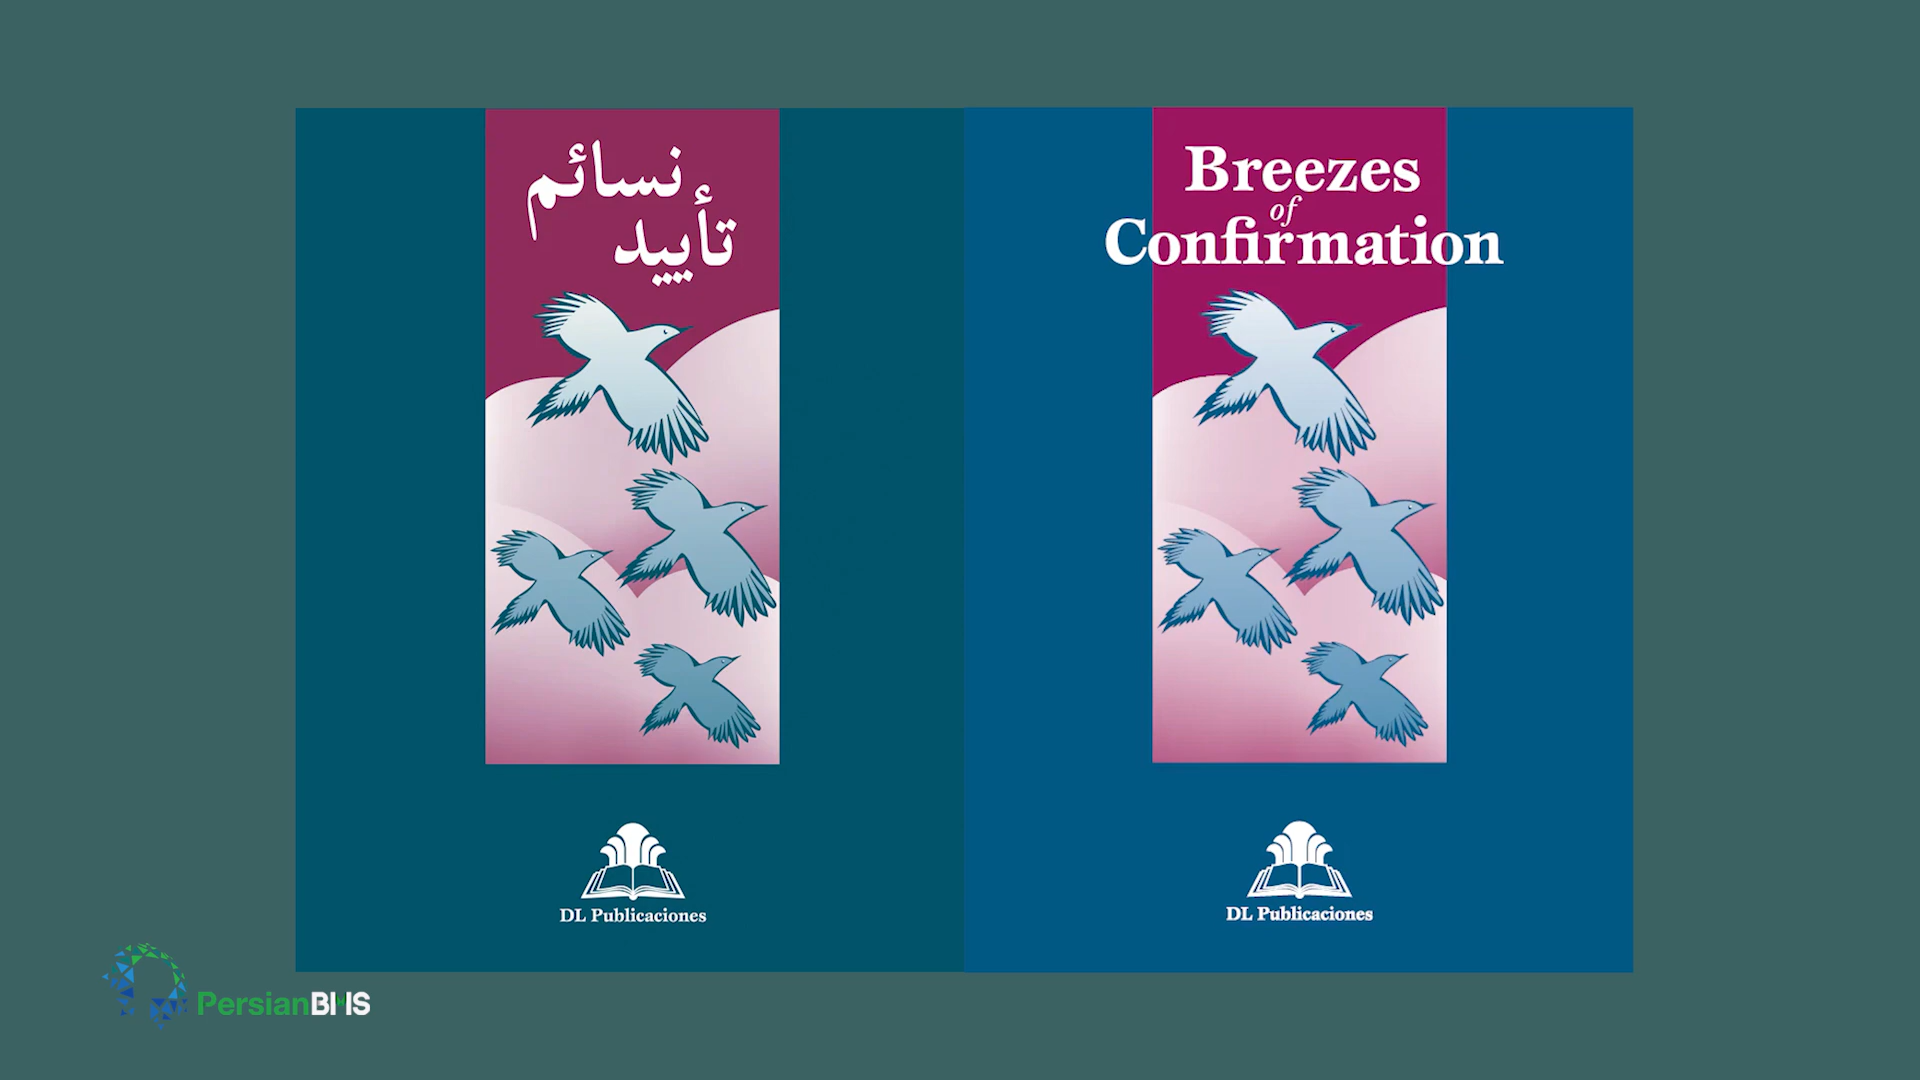 نسائم
تأیید
DL Publicaciones
Breezes
of
Confirmation
DL Publicaciones
PersianBMS